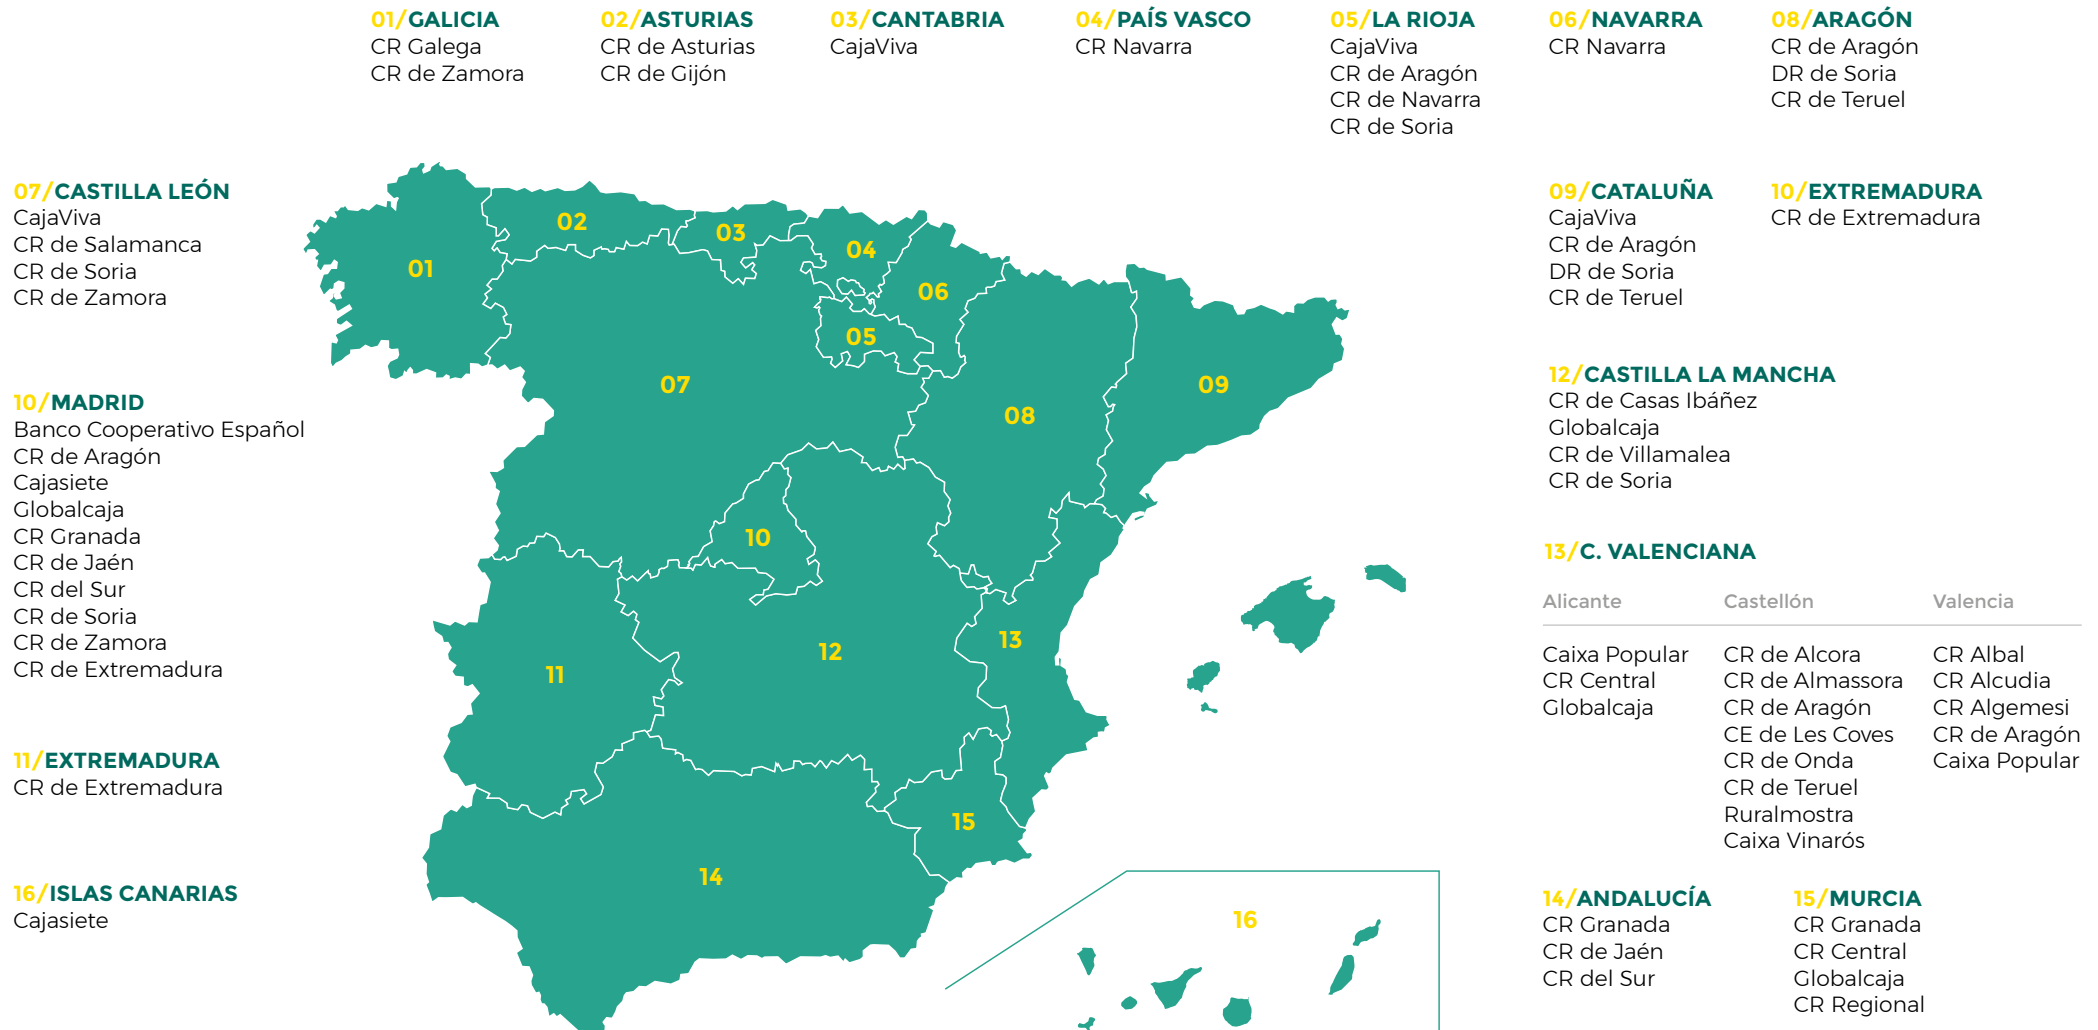 01/GALICIA
CR Galega
CR de Zamora
02/ASTURIAS
CR de Asturias
CR de Gijón
03/CANTABRIA
CajaViva
04/PAÍS VASCO
CR Navarra
05/LA RIOJA
CajaViva
CR de Aragón
CR de Navarra
CR de Soria
06/NAVARRA
CR Navarra
08/ARAGÓN
CR de Aragón
DR de Soria
CR de Teruel
07/CASTILLA LEÓN
CajaViva
CR de Salamanca
CR de Soria
CR de Zamora
09/CATALUÑA
CajaViva
CR de Aragón
DR de Soria
CR de Teruel
10/EXTREMADURA
CR de Extremadura
10/MADRID
Banco Cooperativo Español
CR de Aragón
Cajasiete
Globalcaja
CR Granada
CR de Jaén
CR del Sur
CR de Soria
CR de Zamora
CR de Extremadura
12/CASTILLA LA MANCHA
CR de Casas Ibáñez
Globalcaja
CR de Villamalea
CR de Soria
13/C. VALENCIANA
Alicante
Caixa Popular
CR Central
Globalcaja
Castellón
CR de Alcora
CR de Almassora
CR de Aragón
CE de Les Coves
CR de Onda
CR de Teruel
Ruralmostra
Caixa Vinarós
Valencia
CR Albal
CR Alcudia
CR Algemesi
CR de Aragón
Caixa Popular
11/EXTREMADURA
CR de Extremadura
16/ISLAS CANARIAS
Cajasiete
14/ANDALUCÍA
CR Granada
CR de Jaén
CR del Sur
15/MURCIA
CR Granada
CR Central
Globalcaja
CR Regional
01
02
03
04
06
05
07
08
09
10
11
12
13
14
15
16